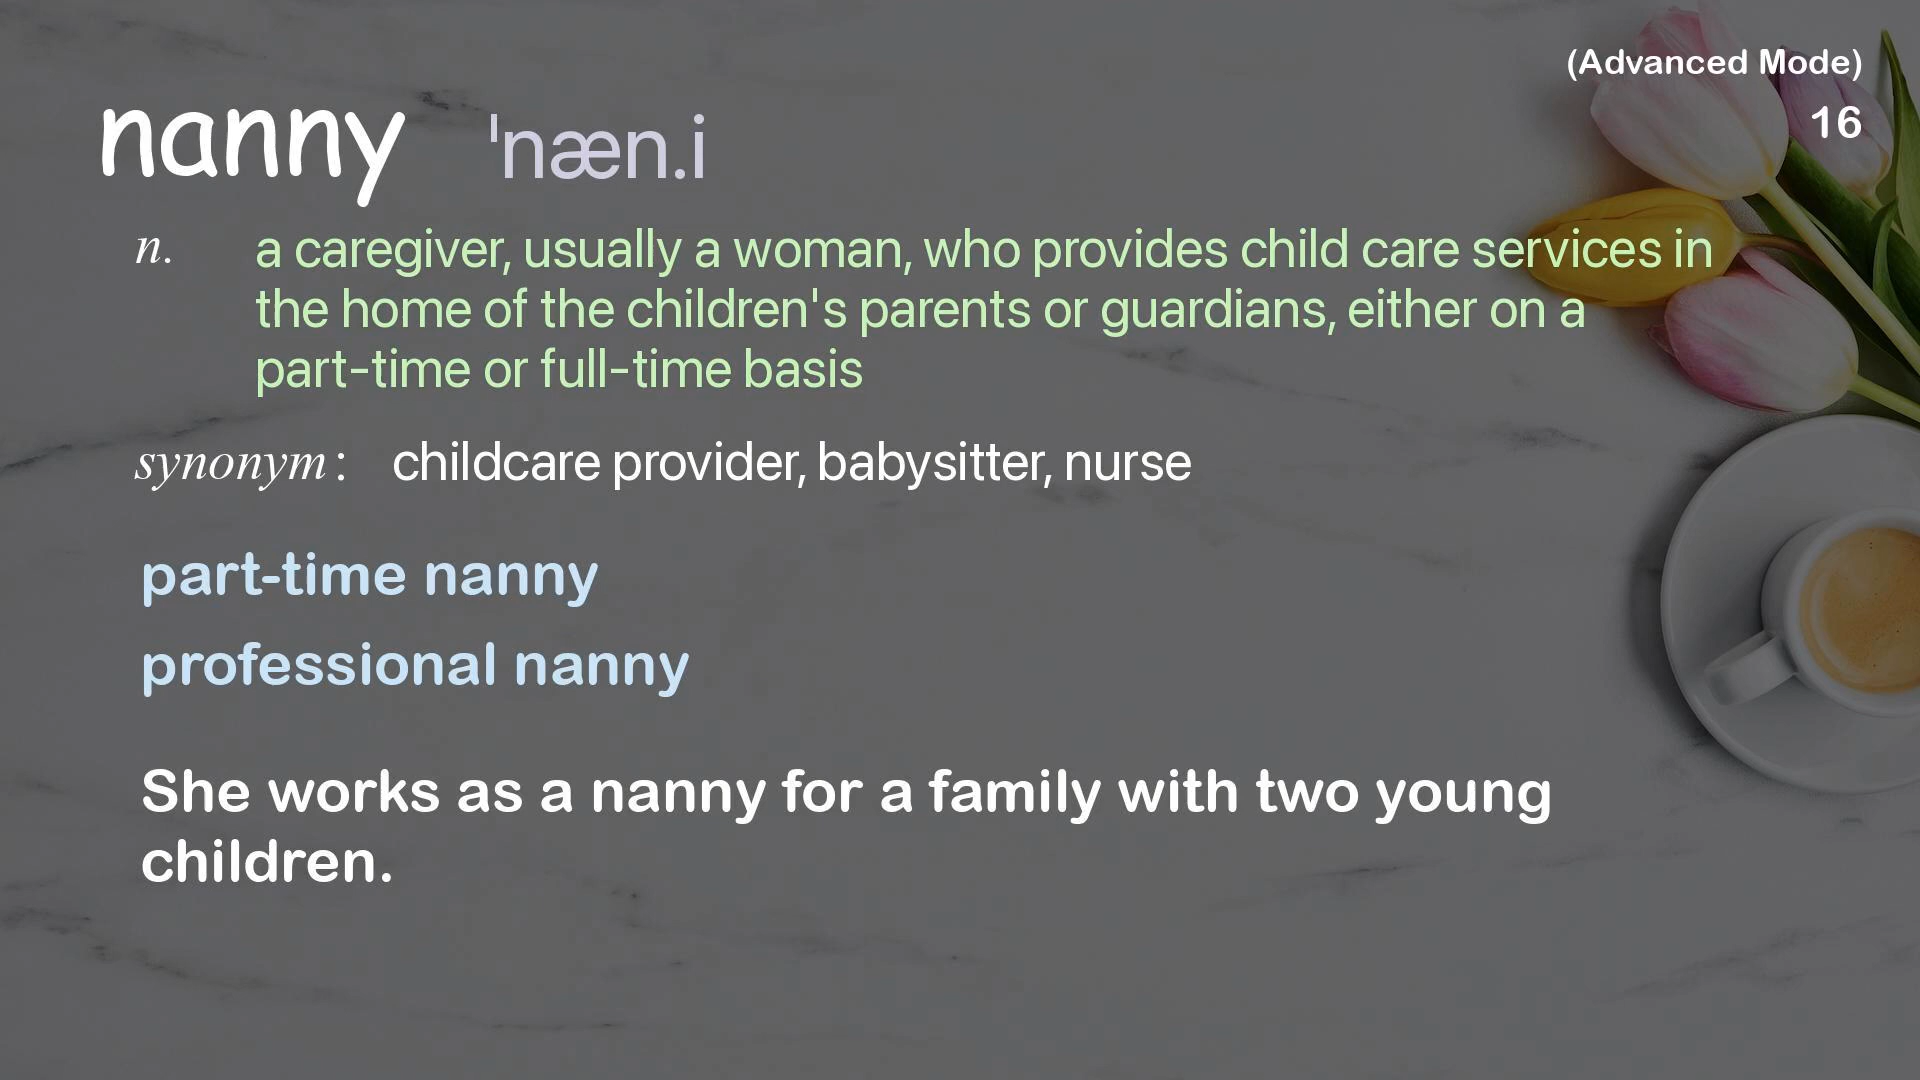 (Advanced Mode)
16
nanny ˈnæn.i
n. a caregiver, usually a woman, who provides child care services in
the home of the children's parents or guardians, either on a
part-time or full-time basis
synonym: childcare provider, babysitter, nurse
part-time nanny
professional nanny
She works as a nanny for a family with two young
children.